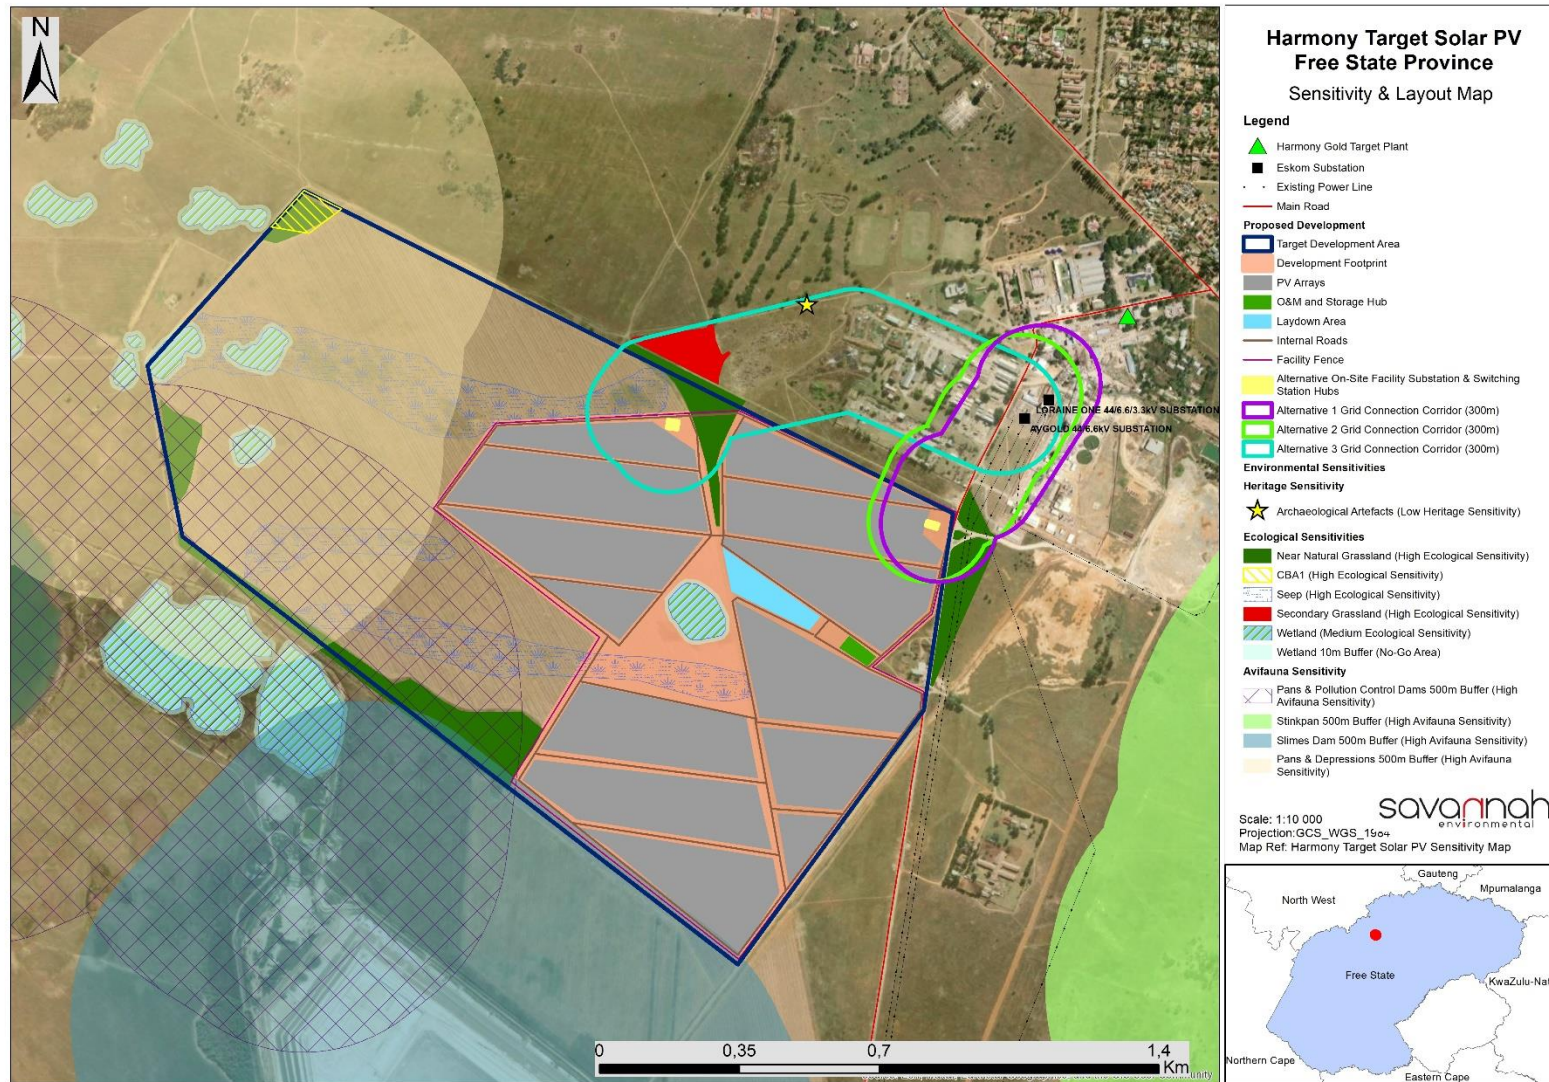 N
LORAINE ONE 44/6.6/3.3kV SUBSTATION
AVGOLD 44/6.6kV SUBSTATION
0
0,35
0,7
1,4
Km
Harmony Target Solar PV
Free State Province
Sensitivity & Layout Map
Legend
Harmony Gold Target Plant
Eskom Substation
Existing Power Line
Main Road
Proposed Development
Target Development Area
Development Footprint
PV Arrays
O&M and Storage Hub
Laydown Area
Internal Roads
Facility Fence
Alternative On-Site Facility Substation & Switching
Station Hubs
Alternative 1 Grid Connection Corridor (300m)
Alternative 2 Grid Connection Corridor (300m)
Alternative 3 Grid Connection Corridor (300m)
Environmental Sensitivities
Heritage Sensitivity
Archaeological Artefacts (Low Heritage Sensitivity)
Ecological Sensitivities
Near Natural Grassland (High Ecological Sensitivity)
CBA1 (High Ecological Sensitivity)
Seep (High Ecological Sensitivity)
Secondary Grassland (High Ecological Sensitivity)
Wetland (Medium Ecological Sensitivity)
Wetland 10m Buffer (No-Go Area)
Avifauna Sensitivity
Pans & Pollution Control Dams 500m Buffer (High
Avifauna Sensitivity)
Stinkpan 500m Buffer (High Avifauna Sensitivity)
Slimes Dam 500m Buffer (High Avifauna Sensitivity)
Pans & Depressions 500m Buffer (High Avifauna
Sensitivity)
savannah
environmental
Scale: 1:10 000
Projection:GCS_WGS_1984
Map Ref: Harmony Target Solar PV Sensitivity Map
Gauteng
Mpumalanga
North West
Free State
KwaZulu-Nat
Northern Cape
Eastern Cape